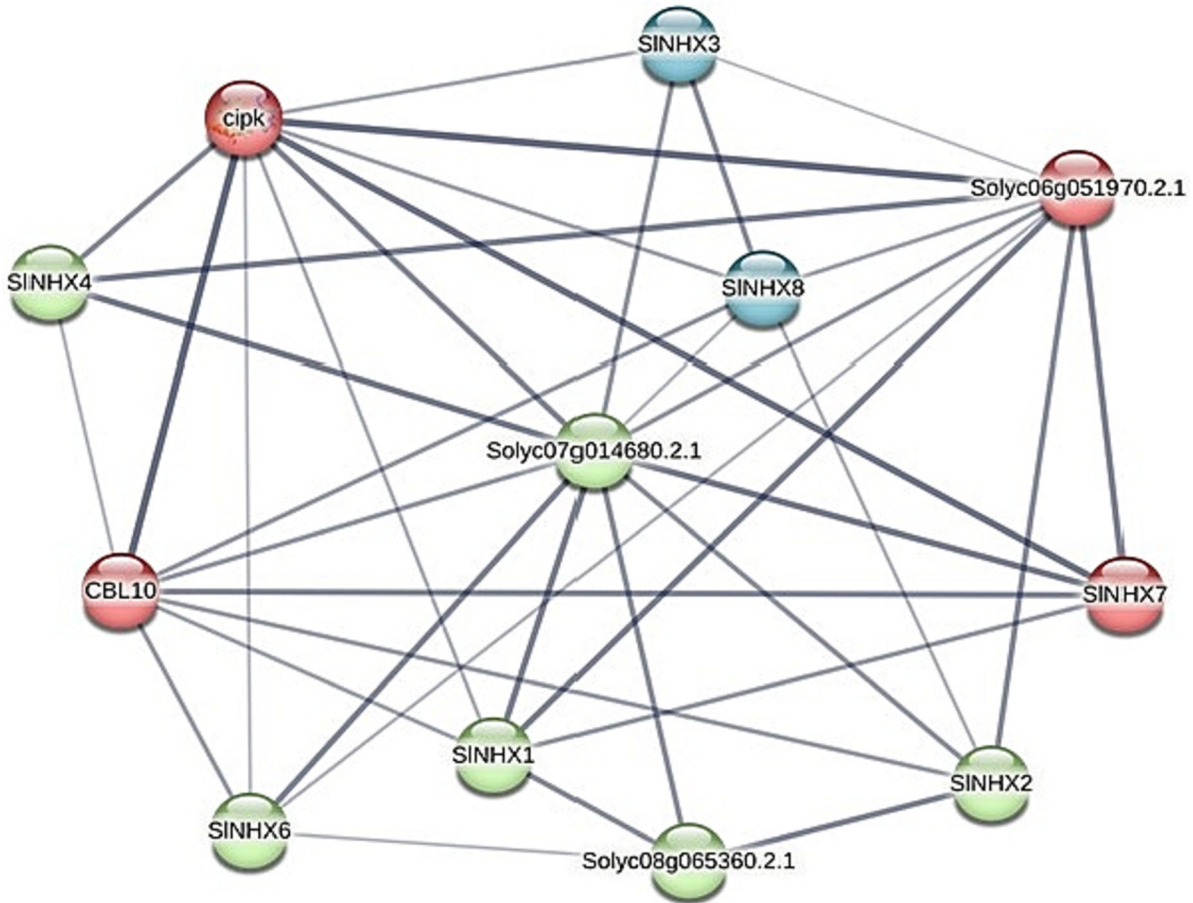 SlNHX3
cipk
Solyc06g051970.2.1
SlNHX4
SlNHX8
Solyc07g014680.2.1
CBL10
SlNHX7
SlNHX1
SlNHX2
SlNHX6
Solyc08g065360.2.1